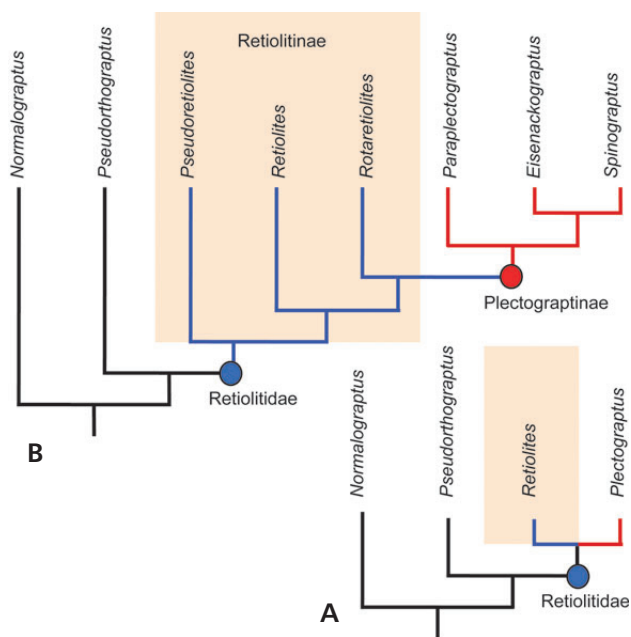 Retiolitinae
Normalograptus
Pseudorthograptus
Pseudoretiolites
Retiolites
Rotaretiolites
Paraplectograptus
Eisenackograptus
Spinograptus
Plectograptinae
Retiolitidae
B
Normalograptus
Pseudorthograptus
Retiolites
Plectograptus
Retiolitidae
A